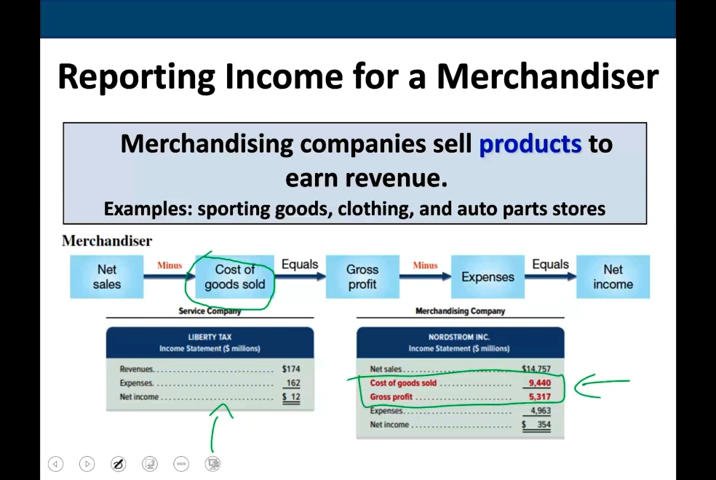 Reporting Income for a Merchandiser
Merchandising companies sell products to
earn revenue.
Examples: sporting goods, clothing, and auto parts stores
Merchandiser
Net
sales
Minus
Cost of
goods sold
Equals
Gross
profit
Minus
Expenses
Equals
Net
income
Service Company
LIBERTY TAX
Income Statement ($ millions)
Revenues. $174
Expenses. 162
Net income $ 12
Merchandising Company
NORDSTROM INC.
Income Statement ($ millions)
Net sales $14,757
Cost of goods sold 9,440
Gross profit 5,317
Expenses 4,963
Net income $ 354